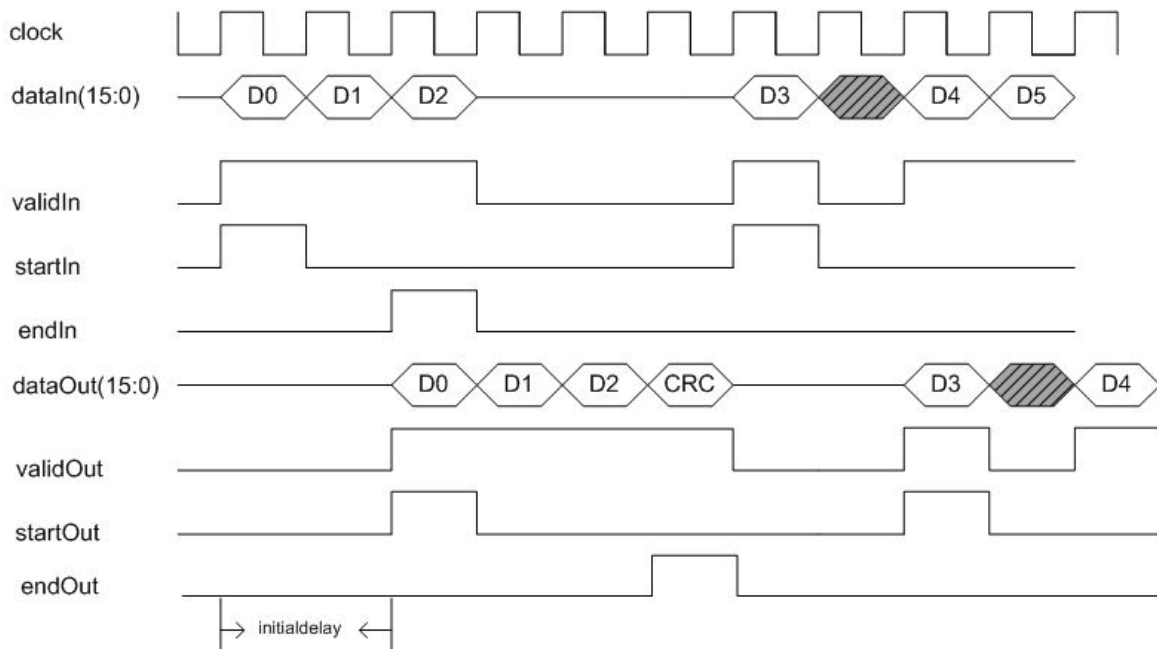 clock
dataIn(15:0) D0 D1 D2 D3 D4 D5
validIn
startIn
endIn
dataOut(15:0) D0 D1 D2 CRC D3 D4
validOut
startOut
endOut
initialdelay